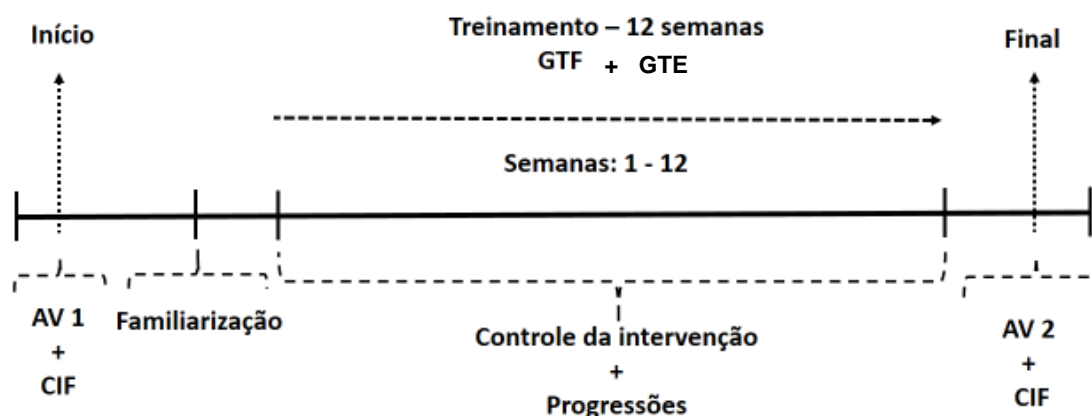 Início
Treinamento – 12 semanas
GTF + GTE
Final
Semanas: 1 - 12
AV 1
+
CIF
Familiarização
Controle da intervenção
+
Progressões
AV 2
+
CIF